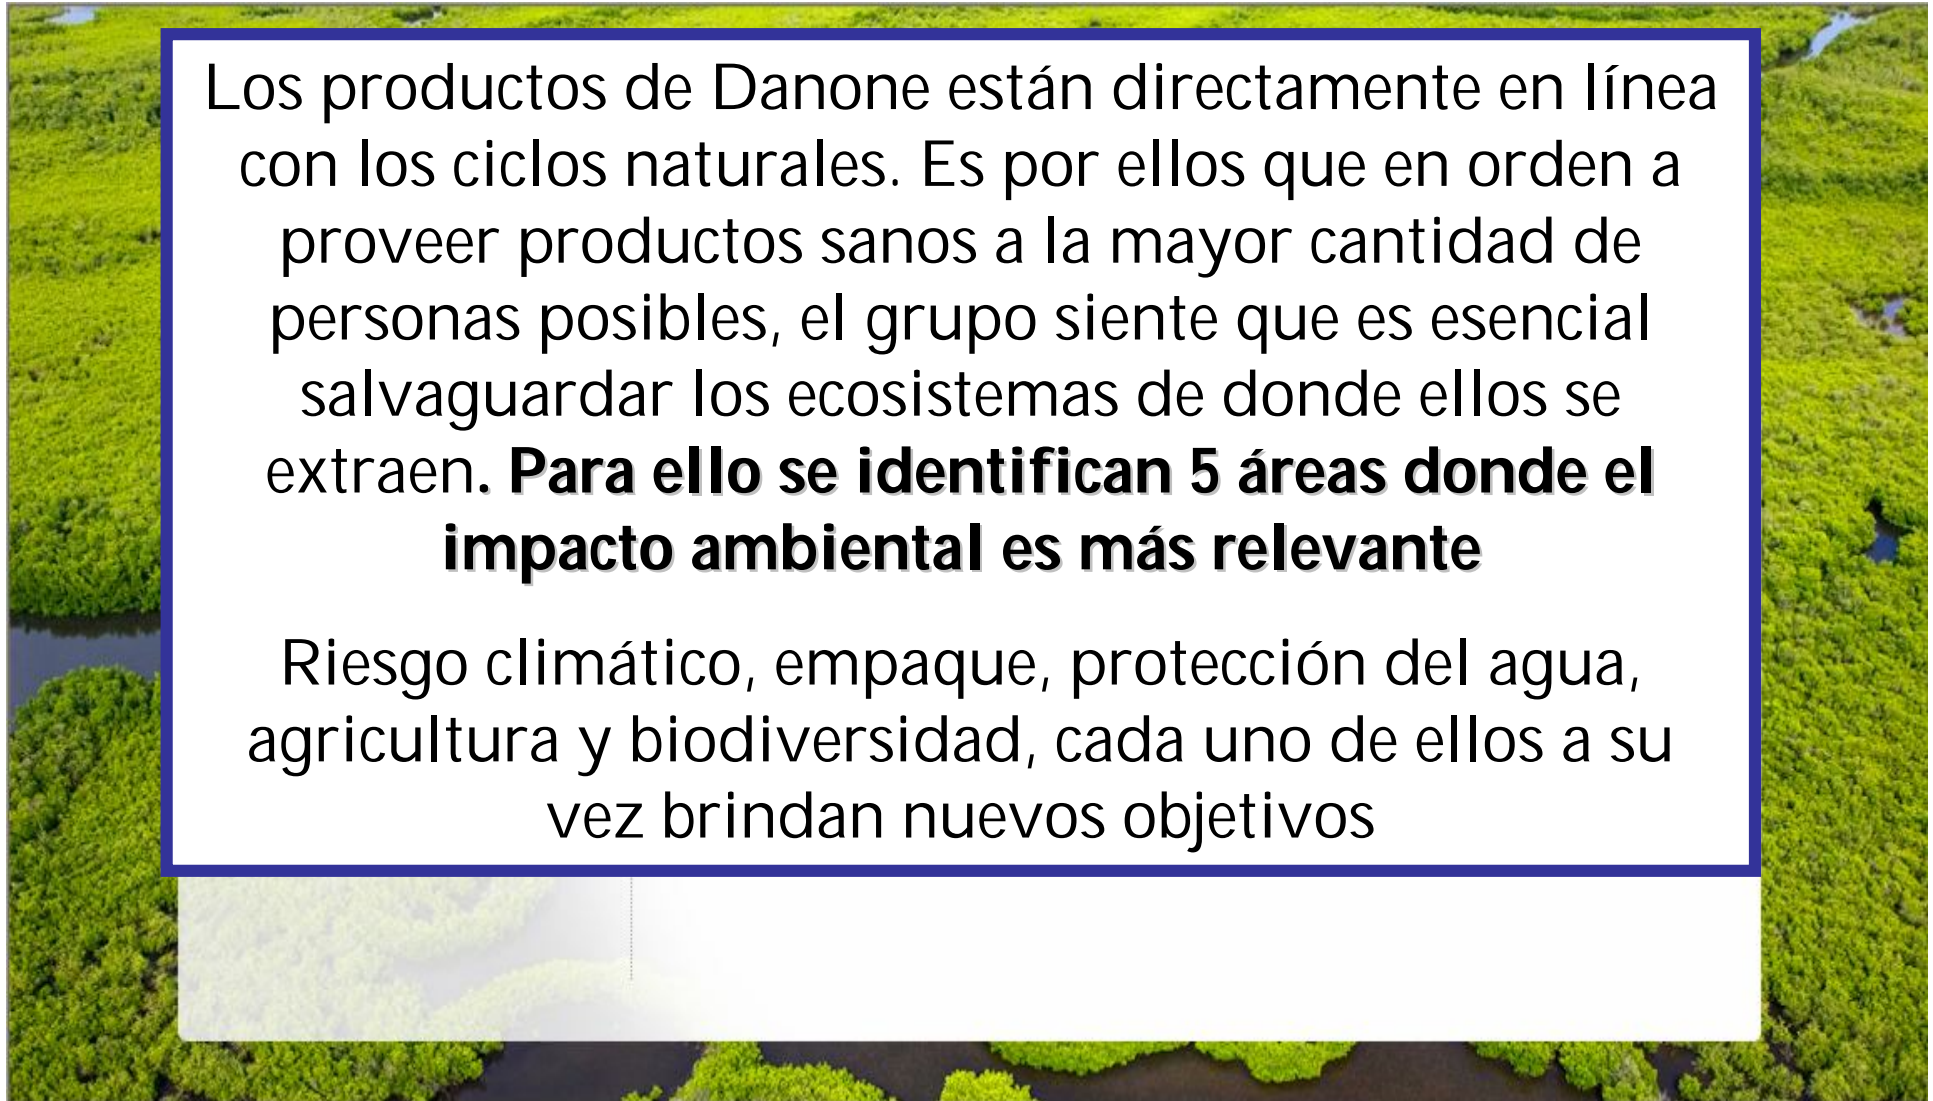 Los productos de Danone están directamente en línea
con los ciclos naturales. Es por ellos que en orden a
proveer productos sanos a la mayor cantidad de
personas posibles, el grupo siente que es esencial
salvaguardar los ecosistemas de donde ellos se
extraen. Para ello se identifican 5 áreas donde el
impacto ambiental es más relevante
Riesgo climático, empaque, protección del agua,
agricultura y biodiversidad, cada uno de ellos a su
vez brindan nuevos objetivos